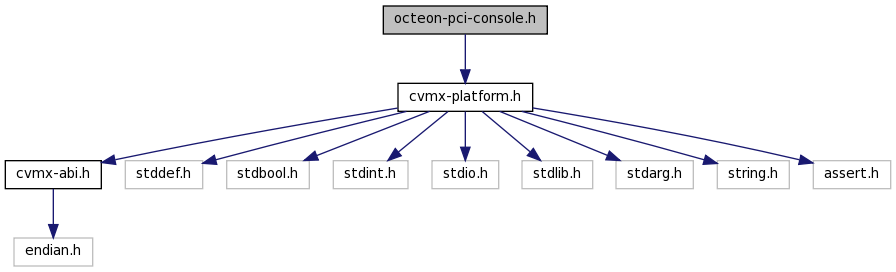 octeon-pci-console.h
cvmx-platform.h
cvmx-abi.h
stddef.h
stdbool.h
stdint.h
stdio.h
stdlib.h
stdarg.h
string.h
assert.h
endian.h